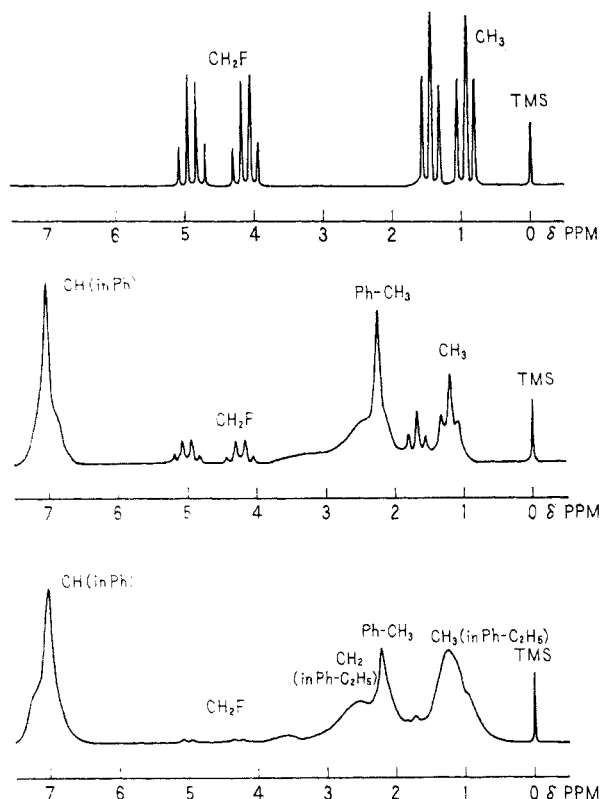 CH₂F
CH₃
TMS
7 6 5 4 3 2 1 0 δ PPM
CH(in Ph)
Ph-CH₃
CH₃
TMS
CH₂F
7 6 5 4 3 2 1 0 δ PPM
CH(in Ph)
Ph-CH₃
CH₃(in Ph-C₂H₅)
CH₂
(in Ph-C₂H₅)
TMS
CH₂F
7 6 5 4 3 2 1 0 δ PPM